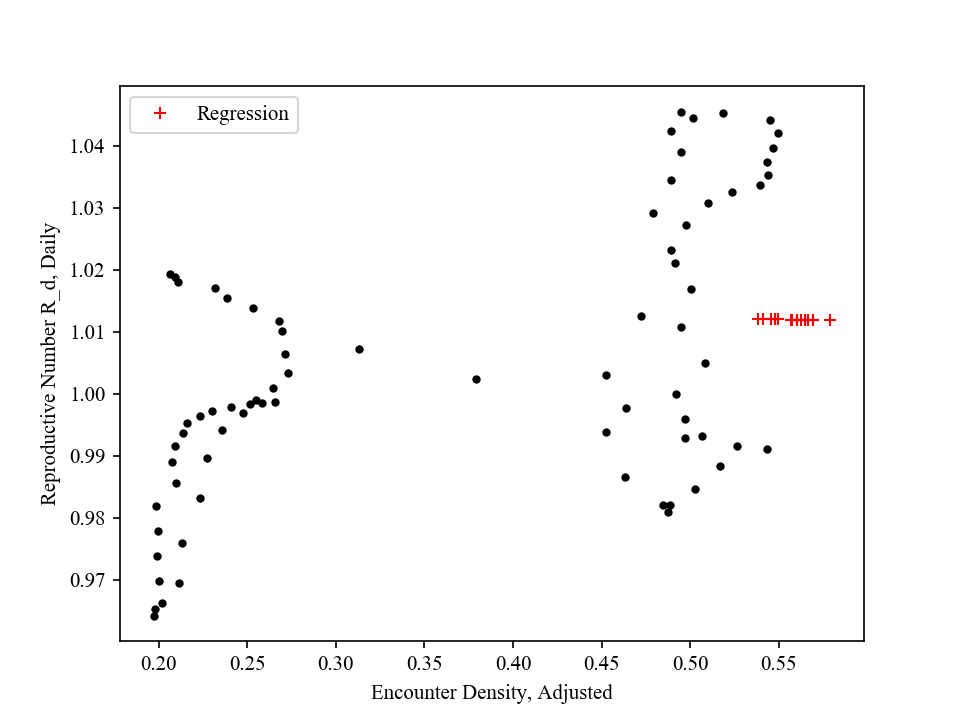 Regression
1.04
1.03
1.02
1.01
1.00
0.99
0.98
0.97
Reproductive Number R_d, Daily
0.20 0.25 0.30 0.35 0.40 0.45 0.50 0.55
Encounter Density, Adjusted